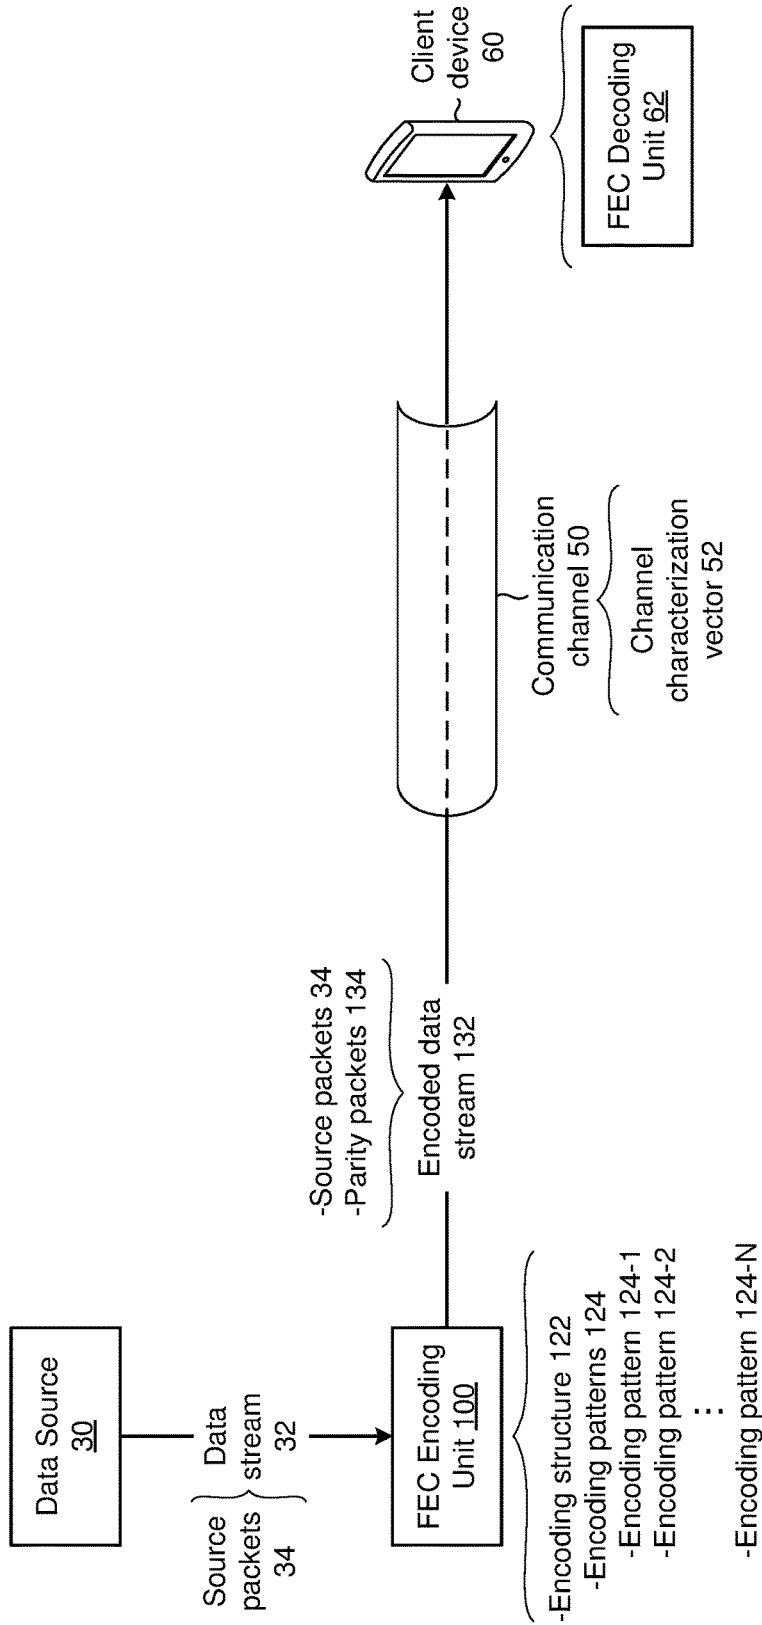 Data Source
30
Source
packets
34
Data
stream
32
FEC Encoding
Unit 100
-Encoding structure 122
-Encoding patterns 124
-Encoding pattern 124-1
-Encoding pattern 124-2
...
-Encoding pattern 124-N
-Source packets 34
-Parity packets 134
Encoded data
stream 132
Communication
channel 50
Channel
characterization
vector 52
Client
device
60
FEC Decoding
Unit 62